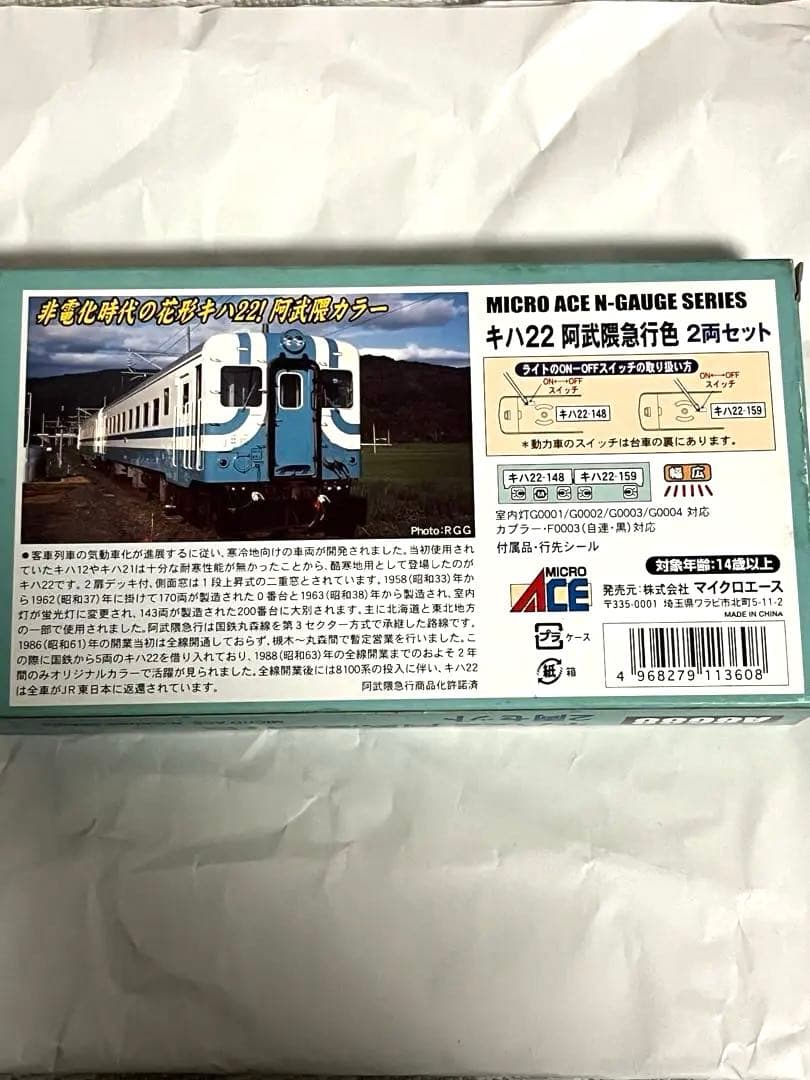 非電化時代の花形キハ22! 阿武隈カラー
Photo:RGG
●客車列車の気動車化が進展するに従い、寒冷地向けの車両が開発されました。当初使用され
ていたキハ12やキハ21は十分な耐寒性能が無かったことから、酷寒地用として登場したのが
キハ22です。2扉デッキ付、側面窓は1段上昇式の二重窓とされています。1958(昭和33)年か
ら1962(昭和37)年に掛けて170両が製造された0番台と1963(昭和38)年から製造され、室内
灯が蛍光灯に変更され、143両が製造された200番台に大別されます。主に北海道と東北地方
の一部で使用されました。阿武隈急行は国鉄丸森線を第3セクター方式で承継した路線です。
1986(昭和61)年の開業当初は全線開通しておらず、槻木～丸森間で暫定営業を行いました。こ
の際に国鉄から5両のキハ22を借り入れており、1988(昭和63)年の全線開業までのおよそ2年
間のみオリジナルカラーで活躍が見られました。全線開業後には8100系の投入に伴い、キハ22
は全車がJR東日本に返還されています。
阿武隈急行商品化許諾済
MICRO ACE N-GAUGE SERIES
キハ22 阿武隈急行色 2両セット
ライトのON－OFFスイッチの取り扱い方
ON←→OFF
スイッチ
キハ22-148
ON←→OFF
スイッチ
キハ22-159
＊動力車のスイッチは台車の裏にあります。
キハ22-148 キハ22-159
M
幅広
室内灯G0001/G0002/G0003/G0004 対応
カプラー・F0003(自連・黒)対応
付属品・行先シール
対象年齢:14歳以上
MICRO
ACE
発売元:株式会社 マイクロエース
〒335-0001 埼玉県ワラビ市北町5-11-2
MADE IN CHINA
プラ ケース
紙 箱
4 968279 113608
2両セット